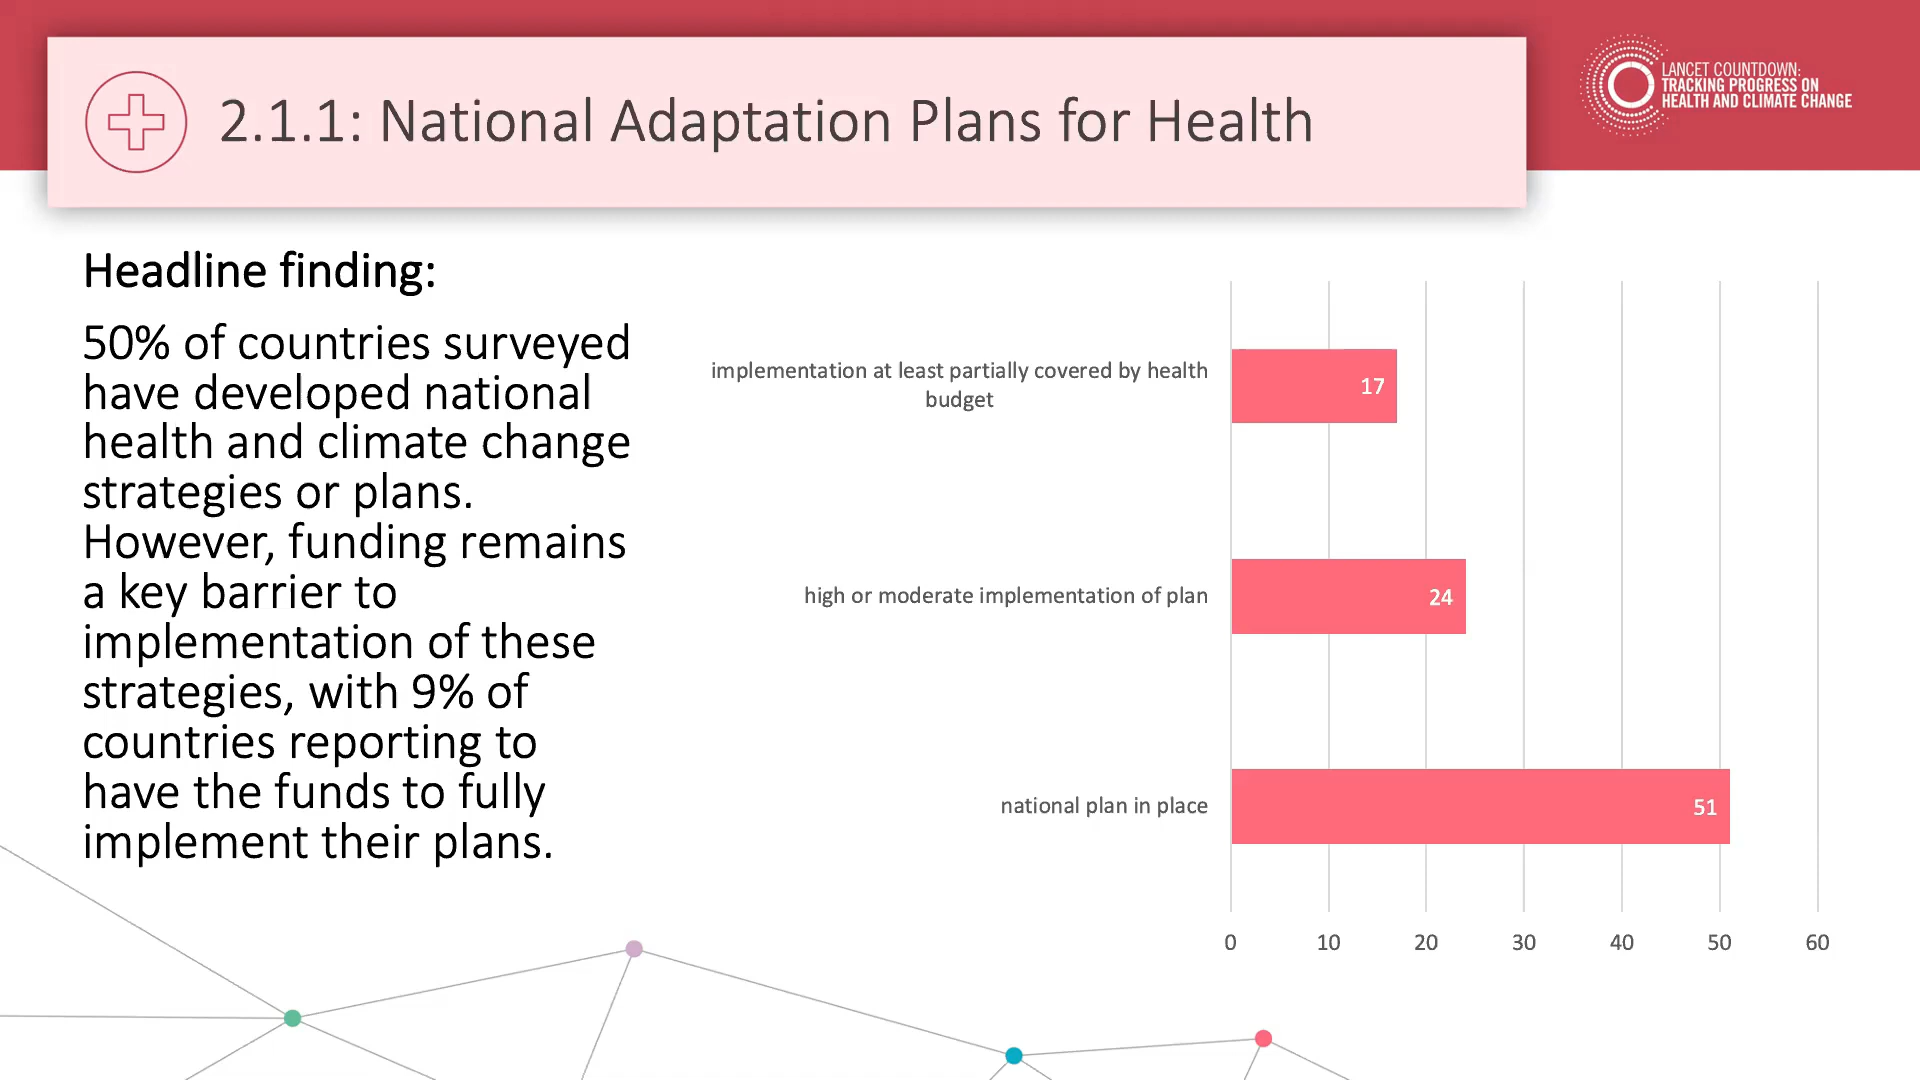 2.1.1: National Adaptation Plans for Health
LANCET COUNTDOWN:
TRACKING PROGRESS ON
HEALTH AND CLIMATE CHANGE
Headline finding:
50% of countries surveyed
have developed national
health and climate change
strategies or plans.
However, funding remains
a key barrier to
implementation of these
strategies, with 9% of
countries reporting to
have the funds to fully
implement their plans.
implementation at least partially covered by health
budget
17
high or moderate implementation of plan
24
national plan in place
51
0 10 20 30 40 50 60